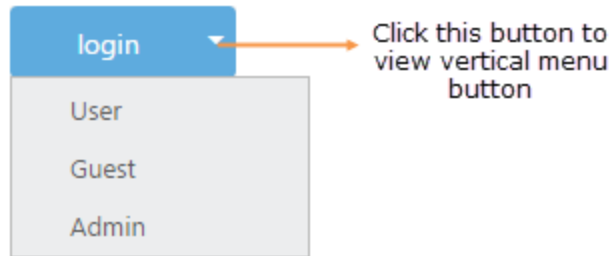 login
Click this button to
view vertical menu
button
User
Guest
Admin